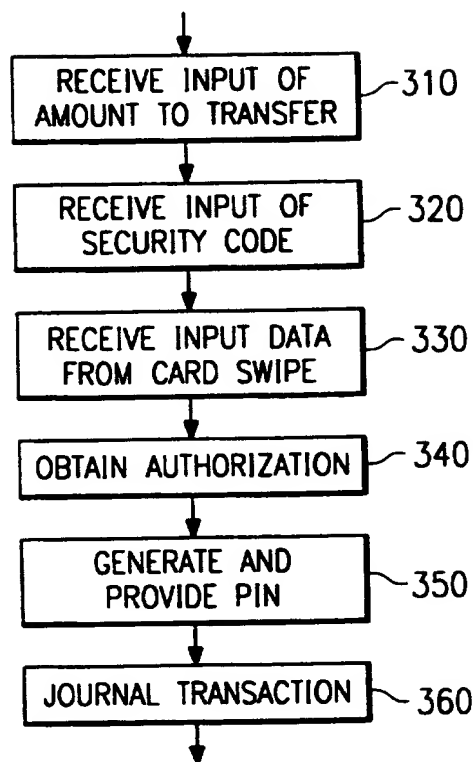 RECEIVE INPUT OF
AMOUNT TO TRANSFER
310
RECEIVE INPUT OF
SECURITY CODE
320
RECEIVE INPUT DATA
FROM CARD SWIPE
330
OBTAIN AUTHORIZATION
340
GENERATE AND
PROVIDE PIN
350
JOURNAL TRANSACTION
360